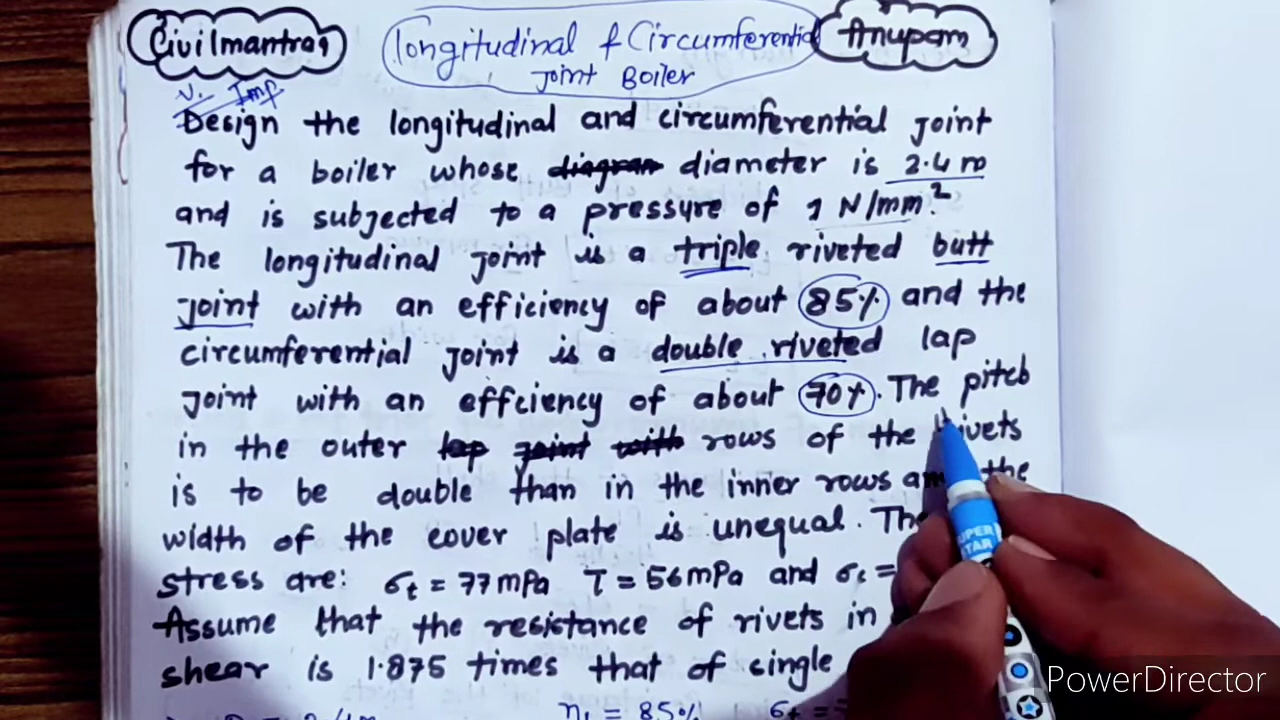 Civilmantraa
Longitudinal & Circumferential
Joint Boiler
Anupam
V. Imp
Design the longitudinal and circumferential joint
for a boiler whose diagram diameter is 2.4 m
and is subjected to a pressure of 1 N/mm².
The longitudinal joint is a triple riveted butt
joint with an efficiency of about 85% and the
circumferential joint is a double riveted lap
joint with an effciency of about 70%. The pitch
in the outer lap joint with rows of the rivets
is to be double than in the inner rows and the
width of the cover plate is unequal. The
stress are: σt = 77 mPa τ = 56 mPa and σc =
Assume that the resistance of rivets in
shear is 1.875 times that of single
ηl = 85%
SUPER
STAR
PowerDirector